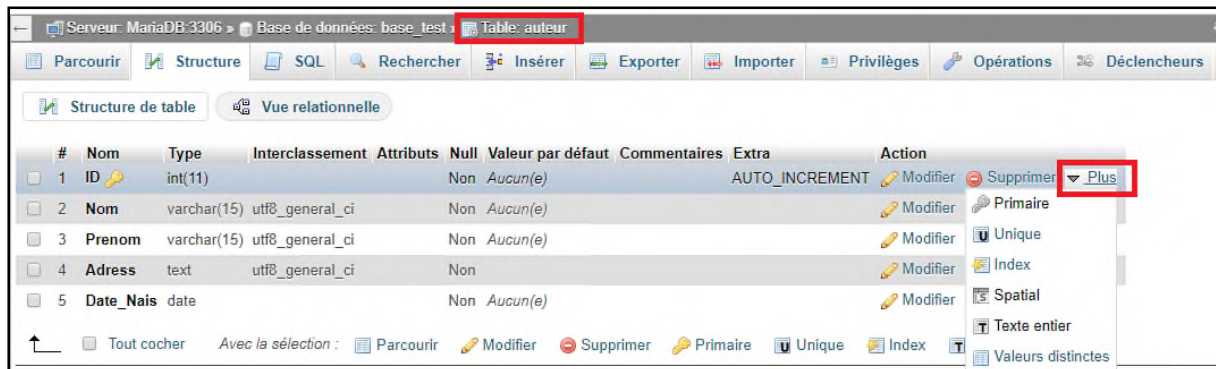 Serveur: MariaDB:3306 » Base de données: base_test » Table: auteur
Parcourir Structure SQL Rechercher Insérer Exporter Importer Privilèges Opérations Déclencheurs
Structure de table Vue relationnelle
# Nom Type Interclassement Attributs Null Valeur par défaut Commentaires Extra Action
1 ID int(11) Non Aucun(e) AUTO_INCREMENT Modifier Supprimer Plus
2 Nom varchar(15) utf8_general_ci Non Aucun(e) Modifier Primaire
3 Prenom varchar(15) utf8_general_ci Non Aucun(e) Modifier Unique
4 Adress text utf8_general_ci Non Modifier Index
Spatial
5 Date_Nais date Non Aucun(e) Modifier
Texte entier
Tout cocher Avec la sélection : Parcourir Modifier Supprimer Primaire Unique Index
Valeurs distinctes